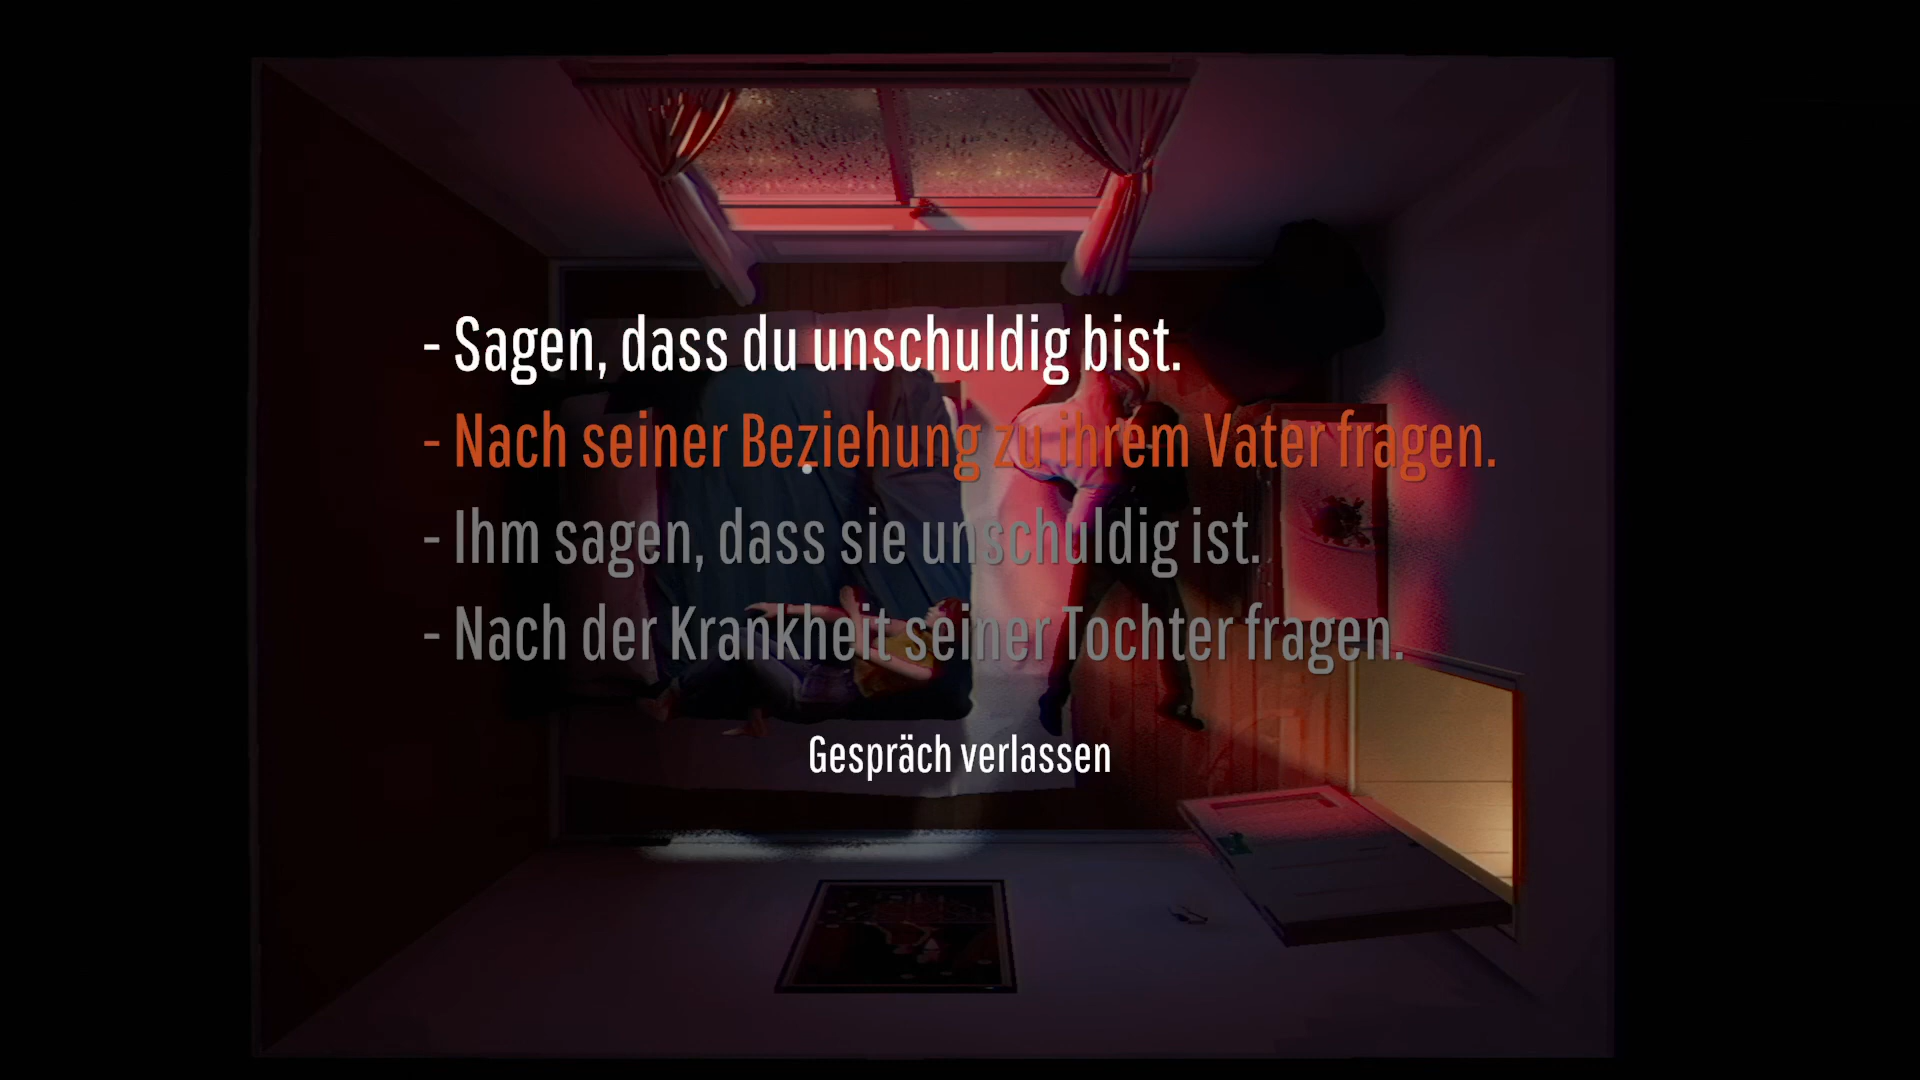 - Sagen, dass du unschuldig bist.
- Nach seiner Beziehung zu ihrem Vater fragen.
- Ihm sagen, dass sie unschuldig ist.
- Nach der Krankheit seiner Tochter fragen.
Gespräch verlassen